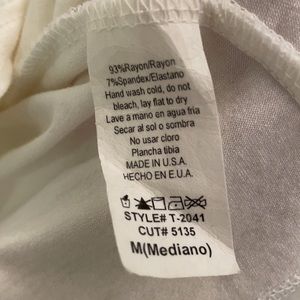 93%Rayon/Rayon
7%Spandex/Elastano
Hand wash cold, do not
bleach, lay flat to dry
Lave a mano en agua fria
Secar al sol o sombra
No usar cloro
Plancha tibia
MADE IN U.S.A.
HECHO EN E.U.A.
STYLE# T-2041
CUT# 5135
M(Mediano)